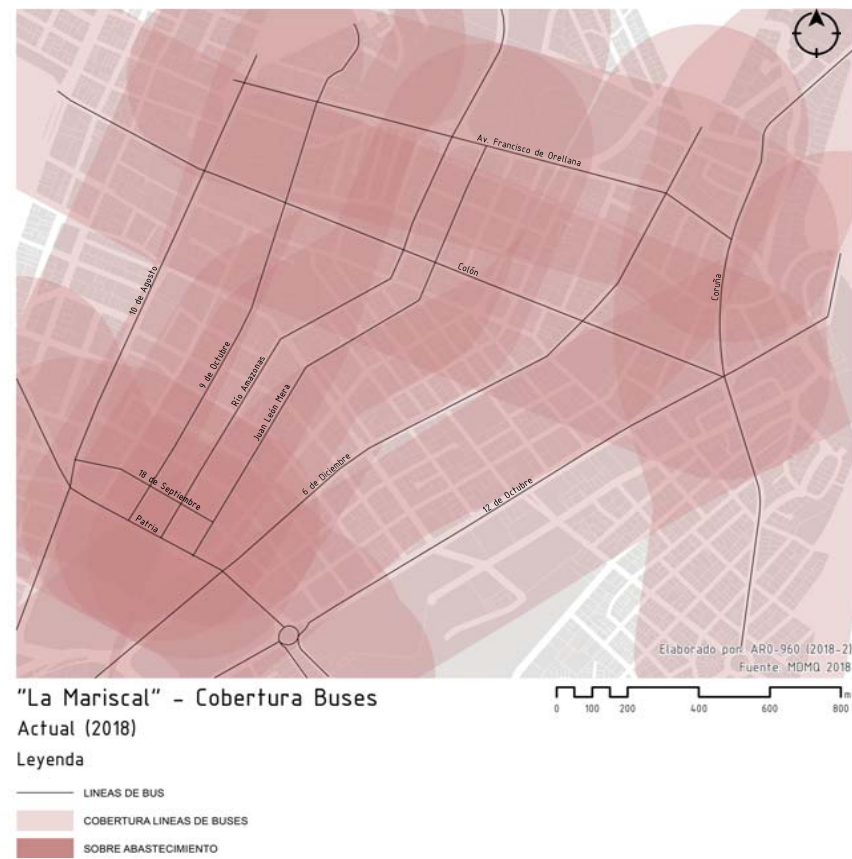 Av. Francisco de Orellana
Colón
Coruña
10 de Agosto
9 de Octubre
Río Amazonas
Juan León Mera
18 de Septiembre
Patria
6 de Diciembre
12 de Octubre
Elaborado por: ARO-960 (2018-2)
Fuente: MDMQ 2018
"La Mariscal" - Cobertura Buses
Actual (2018)
Leyenda
LINEAS DE BUS
COBERTURA LINEAS DE BUSES
SOBRE ABASTECIMIENTO
0 100 200 400 600 800 m